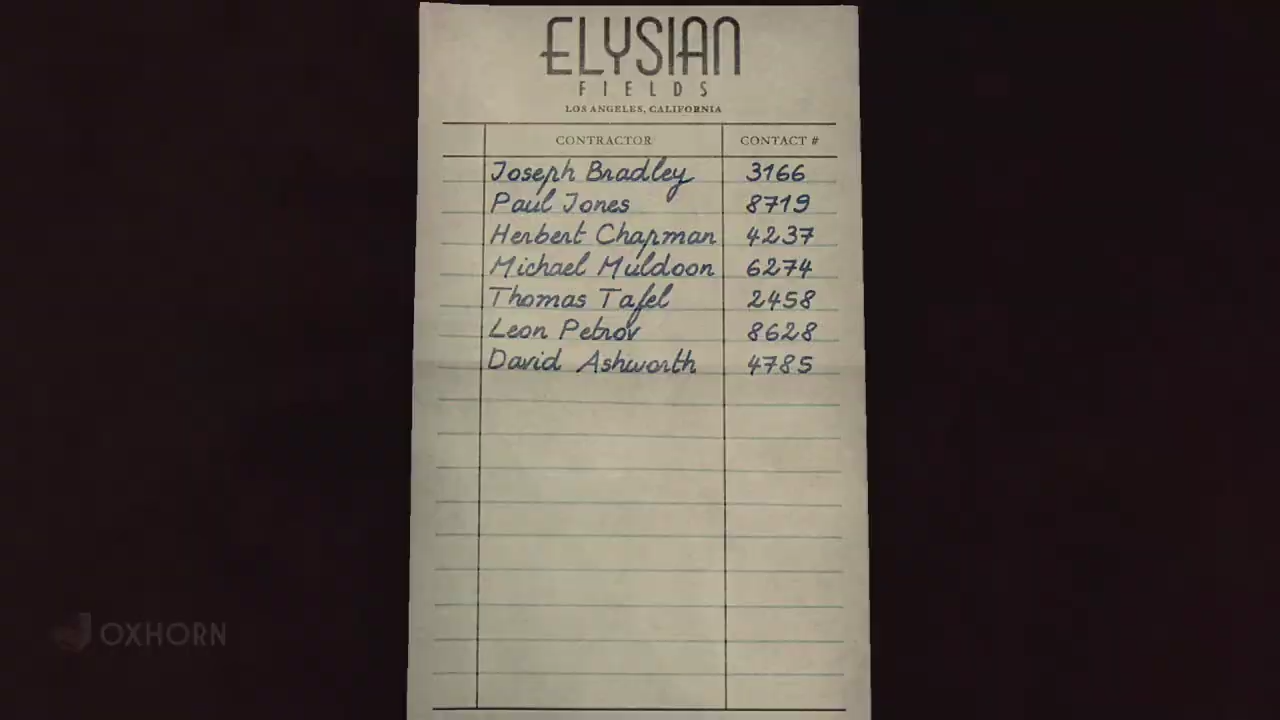 ELYSIAN
FIELDS
LOS ANGELES, CALIFORNIA
CONTRACTOR CONTACT #
Joseph Bradley 3166
Paul Jones 8719
Herbert Chapman 4237
Michael Muldoon 6274
Thomas Tafel 2458
Leon Petrov 8628
David Ashworth 4785
OXHORN